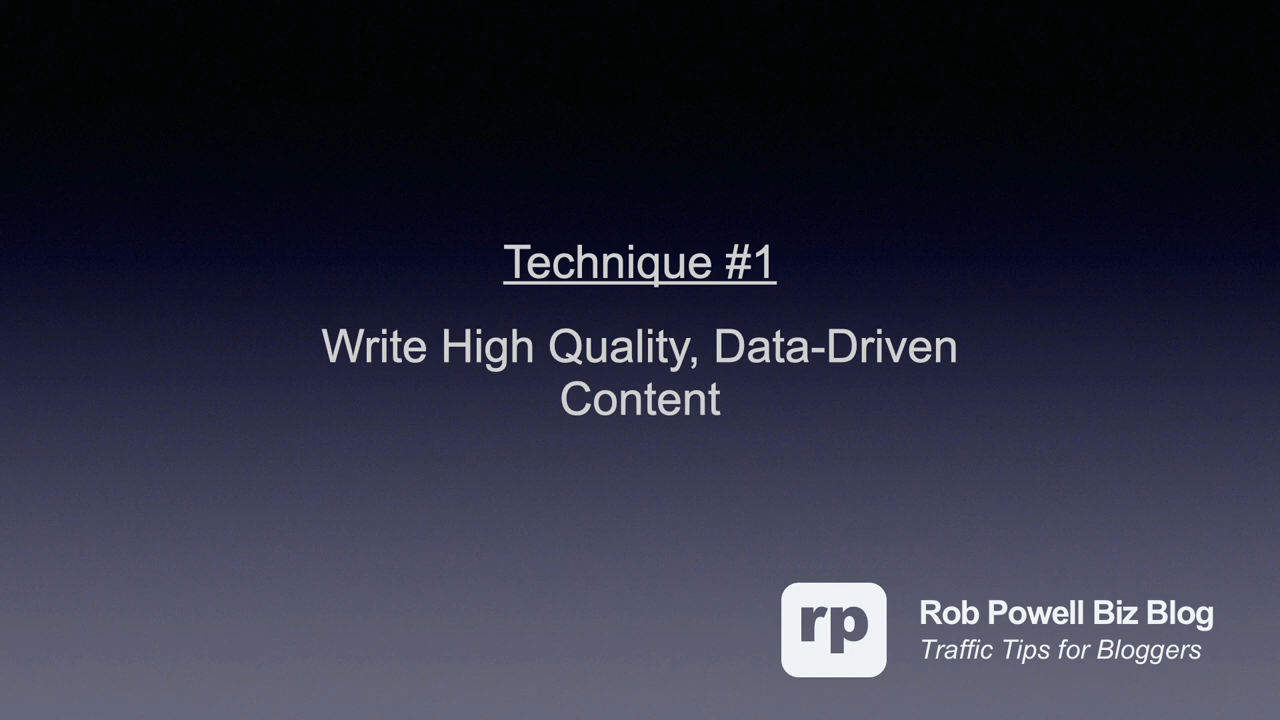 Technique #1
Write High Quality, Data-Driven
Content
rp
Rob Powell Biz Blog
Traffic Tips for Bloggers